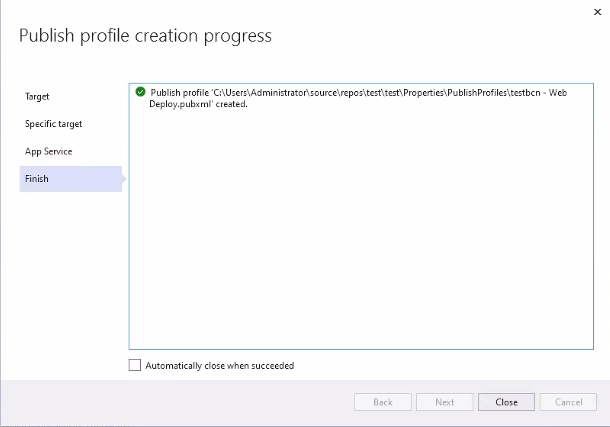 Publish profile creation progress
Target
Specific target
App Service
Finish
Publish profile 'C:\Users\Administrator\source\repos\test\test\Properties\PublishProfiles\testbcn - Web
Deploy.pubxml' created.
Automatically close when succeeded
Back
Next
Close
Cancel